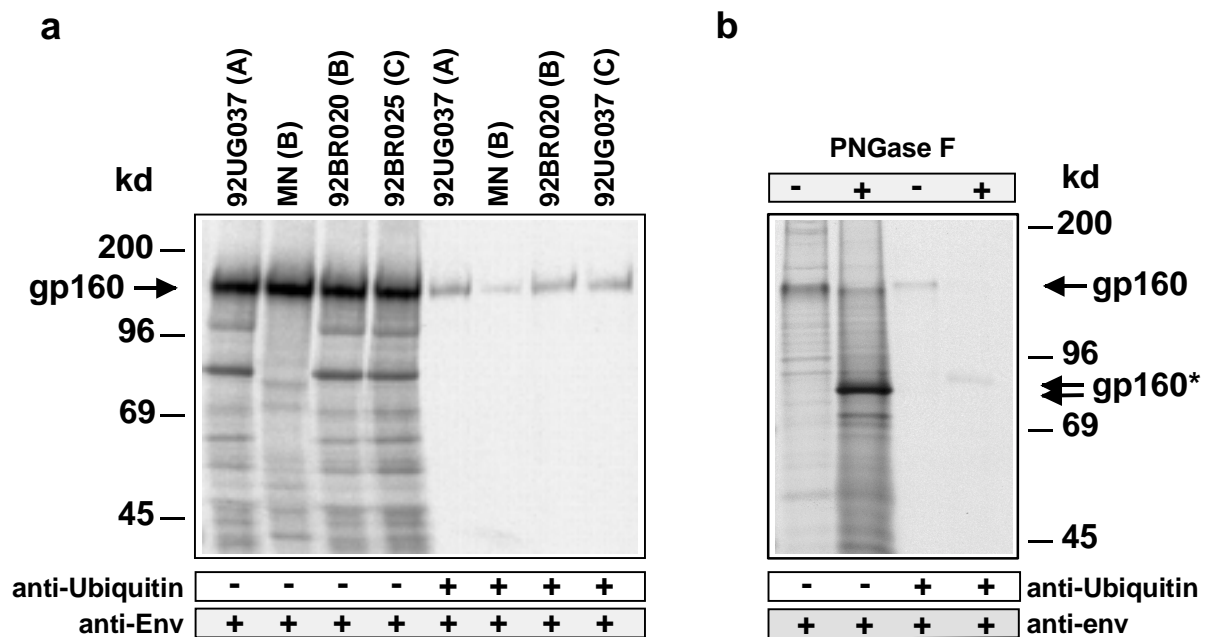 a
92UG037 (A)
MN (B)
92BR020 (B)
92BR025 (C)
92UG037 (A)
MN (B)
92BR020 (B)
92UG037 (C)
kd
200
gp160
96
69
45
anti-Ubiquitin - - - - + + + +
anti-Env + + + + + + + +
b
PNGase F
- + - +
kd
200
gp160
96
gp160*
69
45
- - + + anti-Ubiquitin
+ + + + anti-env